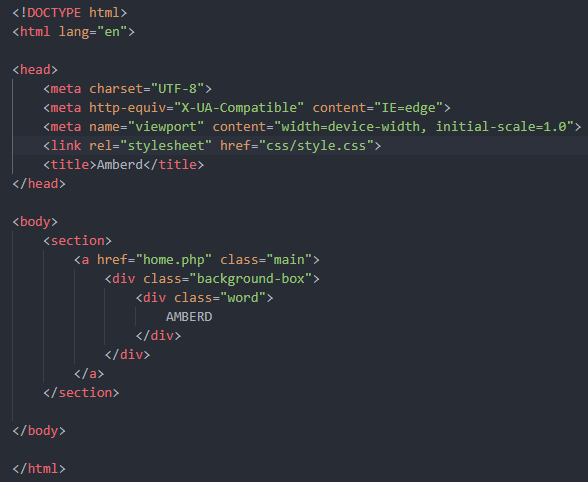 <!DOCTYPE html>
<html lang="en">
<head>
<meta charset="UTF-8">
<meta http-equiv="X-UA-Compatible" content="IE=edge">
<meta name="viewport" content="width=device-width, initial-scale=1.0">
<link rel="stylesheet" href="css/style.css">
<title>Amberd</title>
</head>
<body>
<section>
<a href="home.php" class="main">
<div class="background-box">
<div class="word">
AMBERD
</div>
</div>
</a>
</section>
</body>
</html>